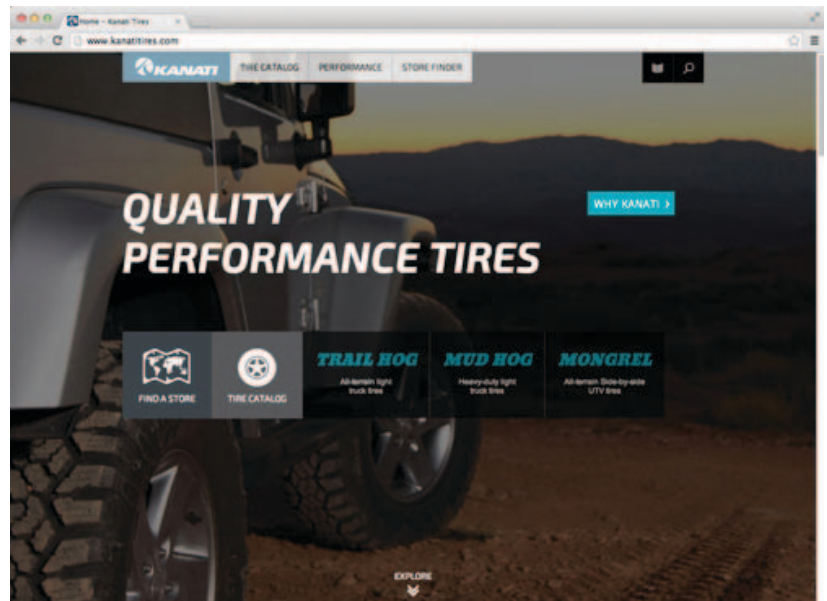 Home - Kanati Tires
www.kanatitires.com
KANATI TIRE CATALOG PERFORMANCE STORE FINDER
QUALITY
PERFORMANCE TIRES
WHY KANATI >
FIND A STORE
TIRE CATALOG
TRAIL HOG
All-terrain light
truck tires
MUD HOG
Heavy-duty light
truck tires
MONGREL
All-terrain Side-by-side
UTV tires
EXPLORE